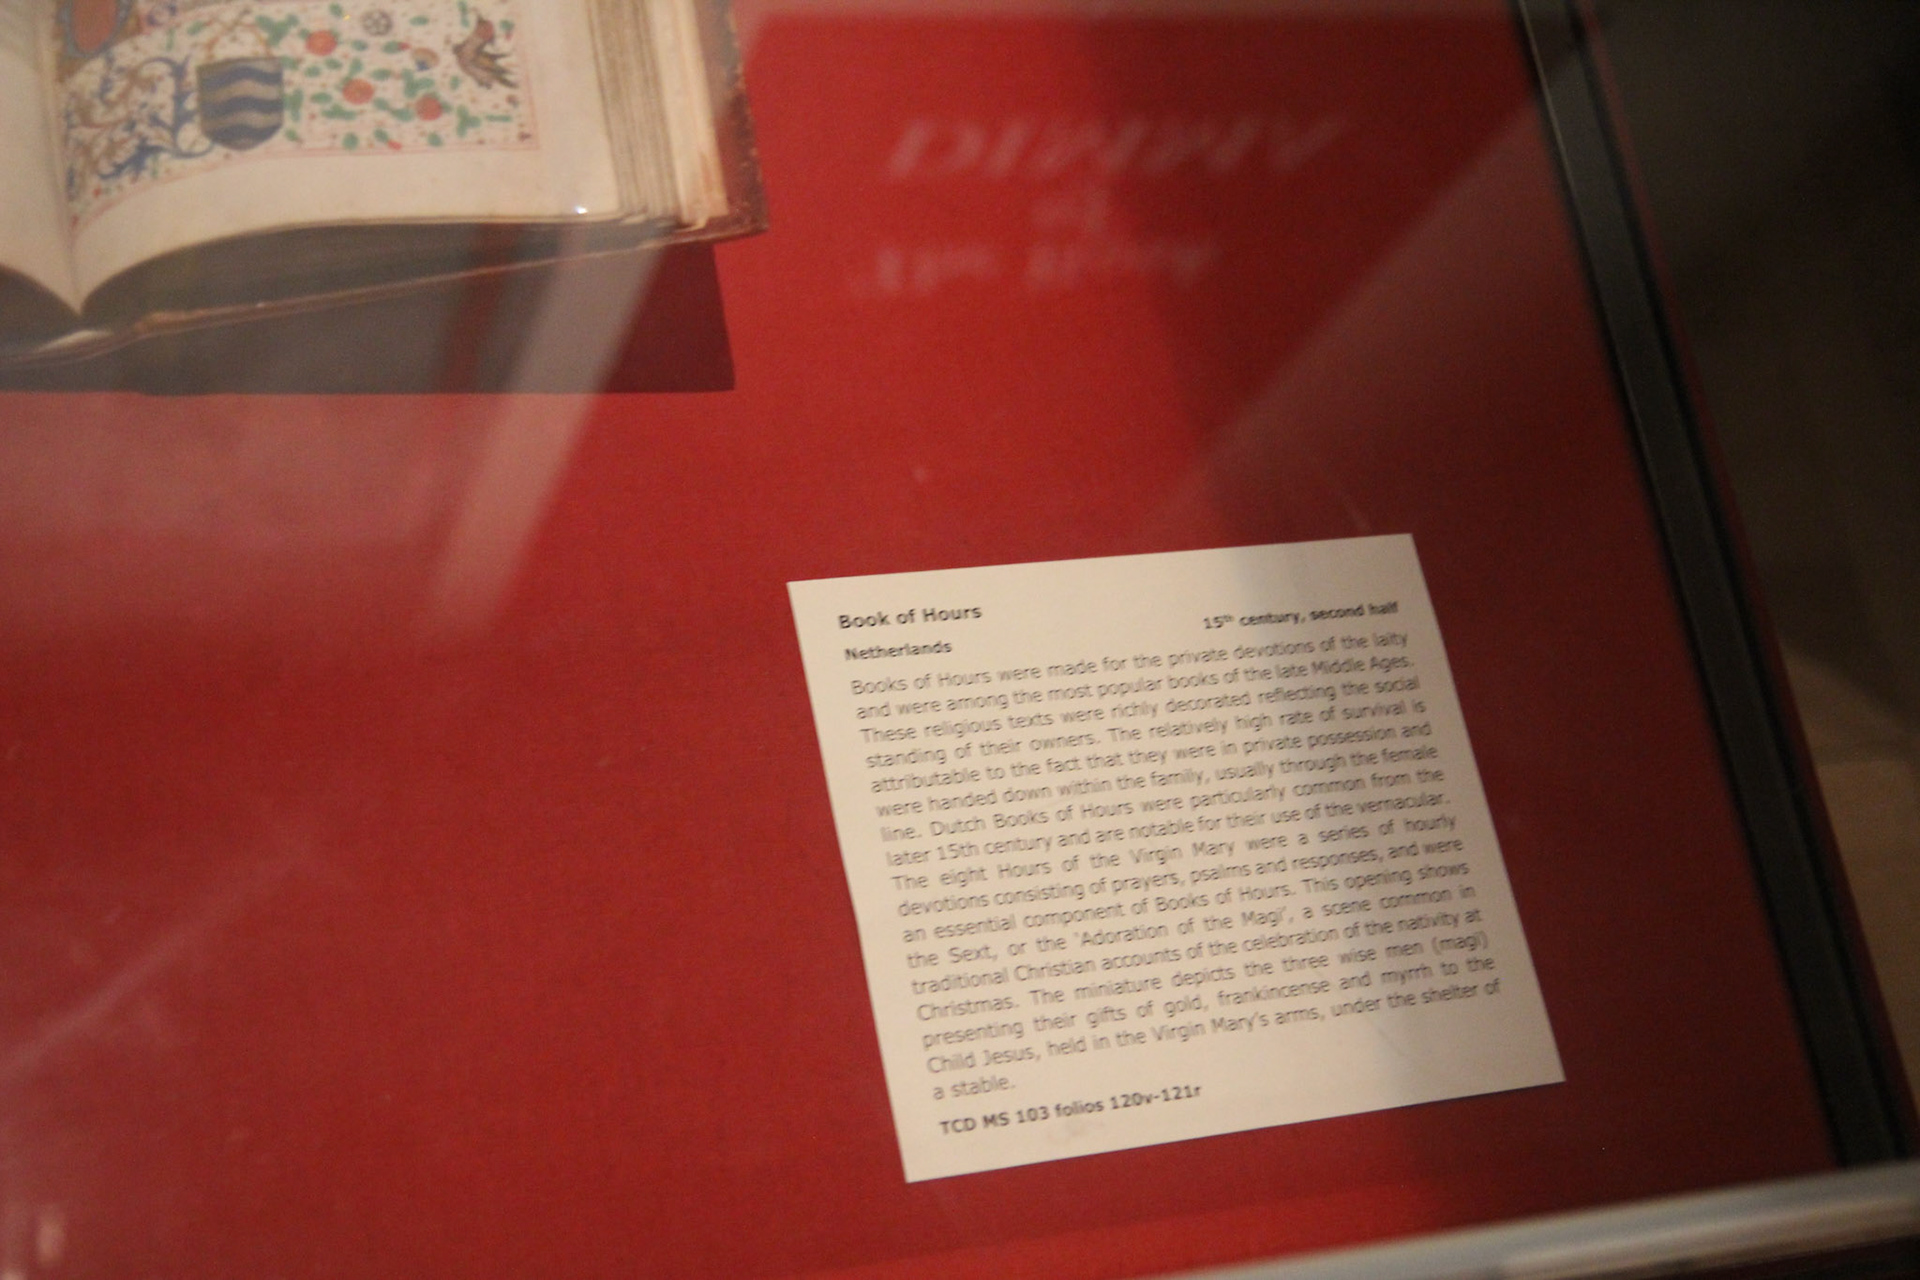 Book of Hours
15th century, second half
Netherlands
Books of Hours were made for the private devotions of the laity
and were among the most popular books of the late Middle Ages.
These religious texts were richly decorated reflecting the social
standing of their owners. The relatively high rate of survival is
attributable to the fact that they were in private possession and
were handed down within the family, usually through the female
line. Dutch Books of Hours were particularly common from the
later 15th century and are notable for their use of the vernacular.
The eight Hours of the Virgin Mary were a series of hourly
devotions consisting of prayers, psalms and responses, and were
an essential component of Books of Hours. This opening shows
the Sext, or the 'Adoration of the Magi', a scene common in
traditional Christian accounts of the celebration of the nativity at
Christmas. The miniature depicts the three wise men (magi)
presenting their gifts of gold, frankincense and myrrh to the
Child Jesus, held in the Virgin Mary's arms, under the shelter of
a stable.
TCD MS 103 folios 120v-121r